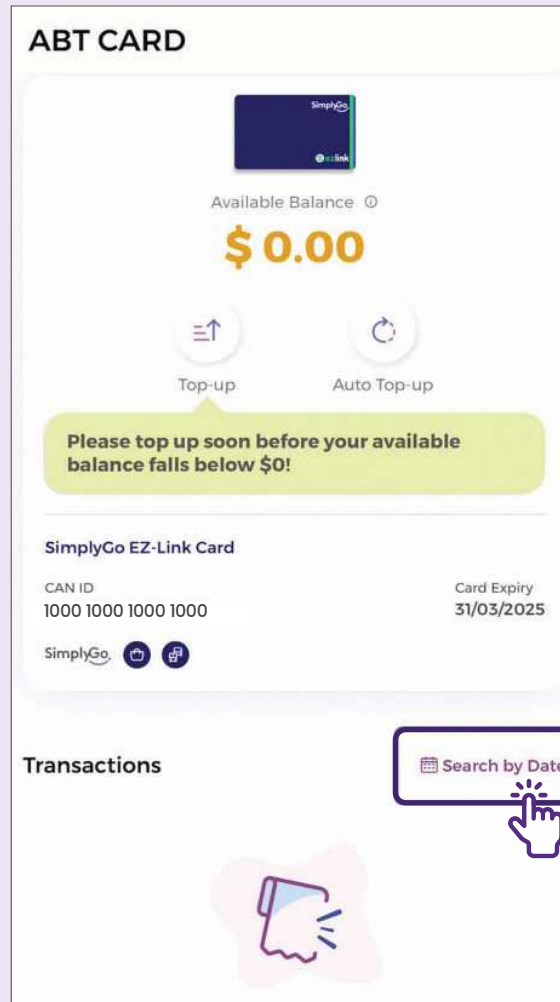 ABT CARD
SimplyGo
ezlink
Available Balance
$ 0.00
Top-up
Auto Top-up
Please top up soon before your available
balance falls below $0!
SimplyGo EZ-Link Card
CAN ID
Card Expiry
1000 1000 1000 1000
31/03/2025
SimplyGo
Transactions
Search by Date